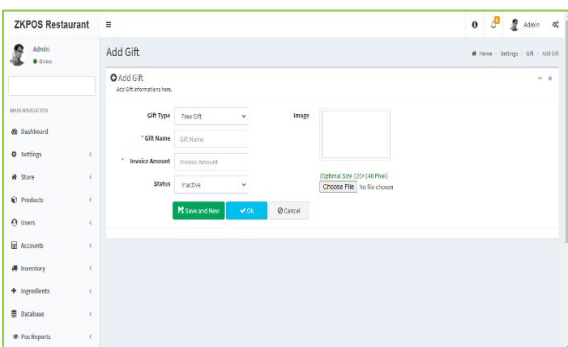 ZKPOS Restaurant
0
Admin
Admin
Online
Add Gift
Home
Settings
Gift
Add Gift
Add Gift
Add Gift Informations here.
MAIN NAVIGATION
Dashboard
Settings
Store
Products
Users
Accounts
Inventory
Ingredients
Database
Pos Reports
Gift Type
Free Gift
Image
* Gift Name
Gift Name
* Invoice Amount
Invoice Amount
Status
Inactive
(Optimal Size 120×140 Pixel)
Choose File No file chosen
Save and New
Ok
Cancel